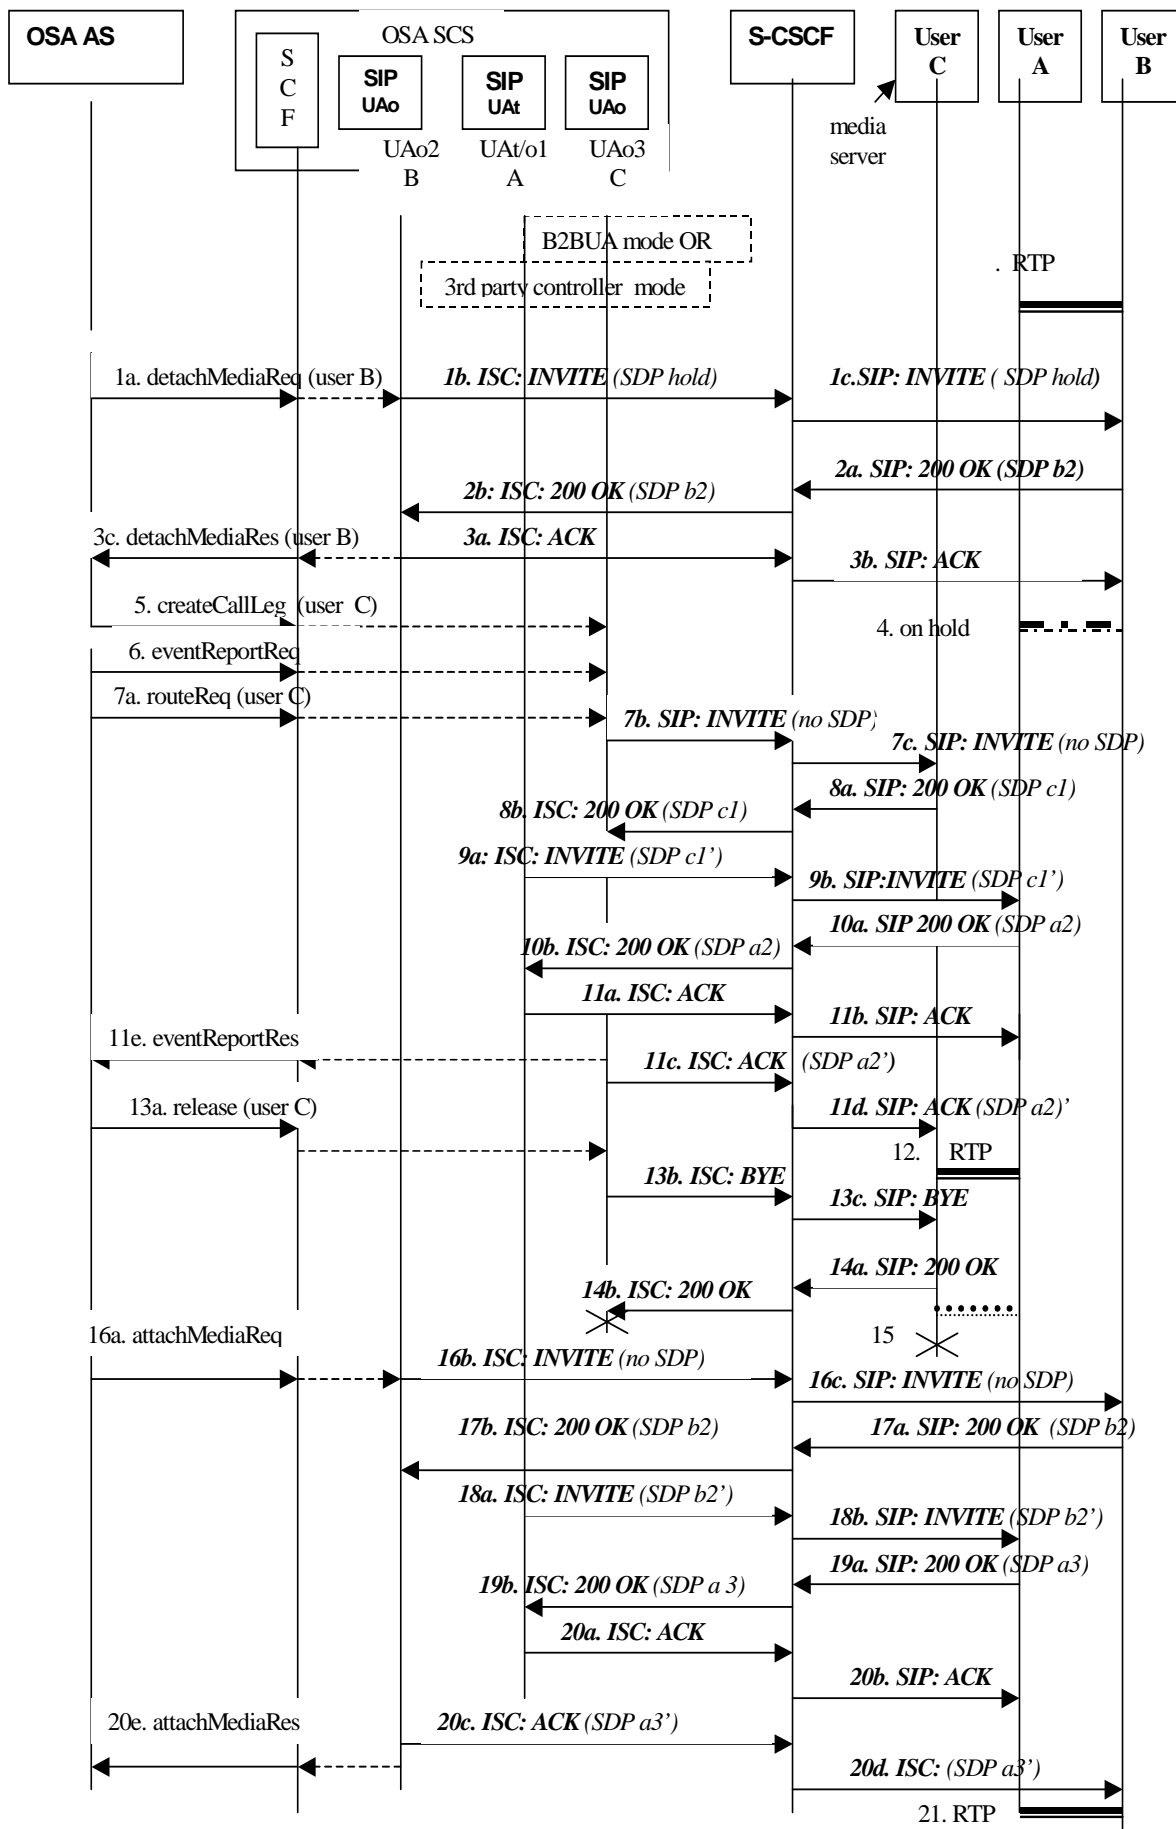 OSA AS
OSA SCS
S-CSCF
User
C
User
A
User
B
S
C
F
SIP
UAo
SIP
UAt
SIP
UAo
media
server
UAo2
B
UAt/o1
A
UAo3
C
B2BUA mode OR
3rd party controller mode
. RTP
1a. detachMediaReq (user B)
1b. ISC: INVITE (SDP hold)
1c.SIP: INVITE ( SDP hold)
2a. SIP: 200 OK (SDP b2)
2b: ISC: 200 OK (SDP b2)
3c. detachMediaRes (user B)
3a. ISC: ACK
3b. SIP: ACK
5. createCallLeg (user C)
4. on hold
6. eventReportReq
7a. routeReq (user C)
7b. SIP: INVITE (no SDP)
7c. SIP: INVITE (no SDP)
8a. SIP: 200 OK (SDP c1)
8b. ISC: 200 OK (SDP c1)
9a: ISC: INVITE (SDP c1’)
9b. SIP:INVITE (SDP c1’)
10a. SIP 200 OK (SDP a2)
10b. ISC: 200 OK (SDP a2)
11a. ISC: ACK
11b. SIP: ACK
11e. eventReportRes
11c. ISC: ACK (SDP a2’)
13a. release (user C)
11d. SIP: ACK (SDP a2)’
12. RTP
13b. ISC: BYE
13c. SIP: BYE
14a. SIP: 200 OK
14b. ISC: 200 OK
16a. attachMediaReq
15
16b. ISC: INVITE (no SDP)
16c. SIP: INVITE (no SDP)
17b. ISC: 200 OK (SDP b2)
17a. SIP: 200 OK (SDP b2)
18a. ISC: INVITE (SDP b2’)
18b. SIP: INVITE (SDP b2’)
19a. SIP: 200 OK (SDP a3)
19b. ISC: 200 OK (SDP a 3)
20a. ISC: ACK
20b. SIP: ACK
20e. attachMediaRes
20c. ISC: ACK (SDP a3’)
20d. ISC: (SDP a3’)
21. RTP